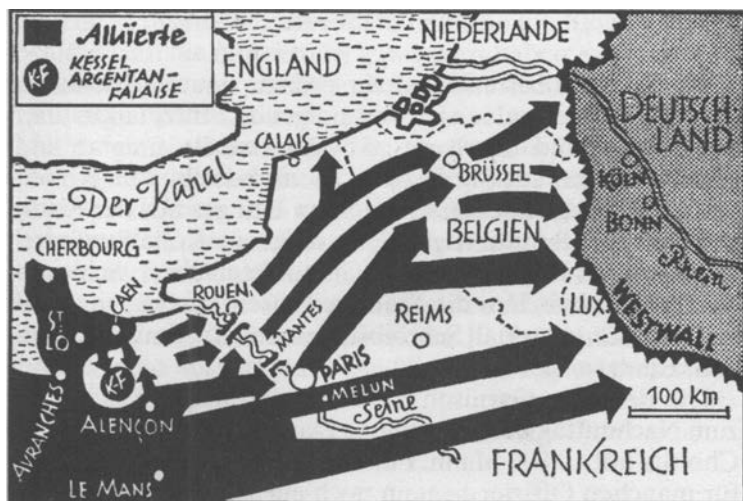 Alliierte
KF
KESSEL
ARGENTAN-
FALAISE
ENGLAND
NIEDERLANDE
DEUTSCH-
LAND
CALAIS
BRÜSSEL
KÖLN
BONN
Der Kanal
BELGIEN
Rhein
CHERBOURG
CAEN
ROUEN
MANTES
REIMS
LUX.
WESTWALL
ST.
LO
KF
PARIS
MELUN
Seine
100 km
AVRANCHES
ALENÇON
FRANKREICH
LE MANS